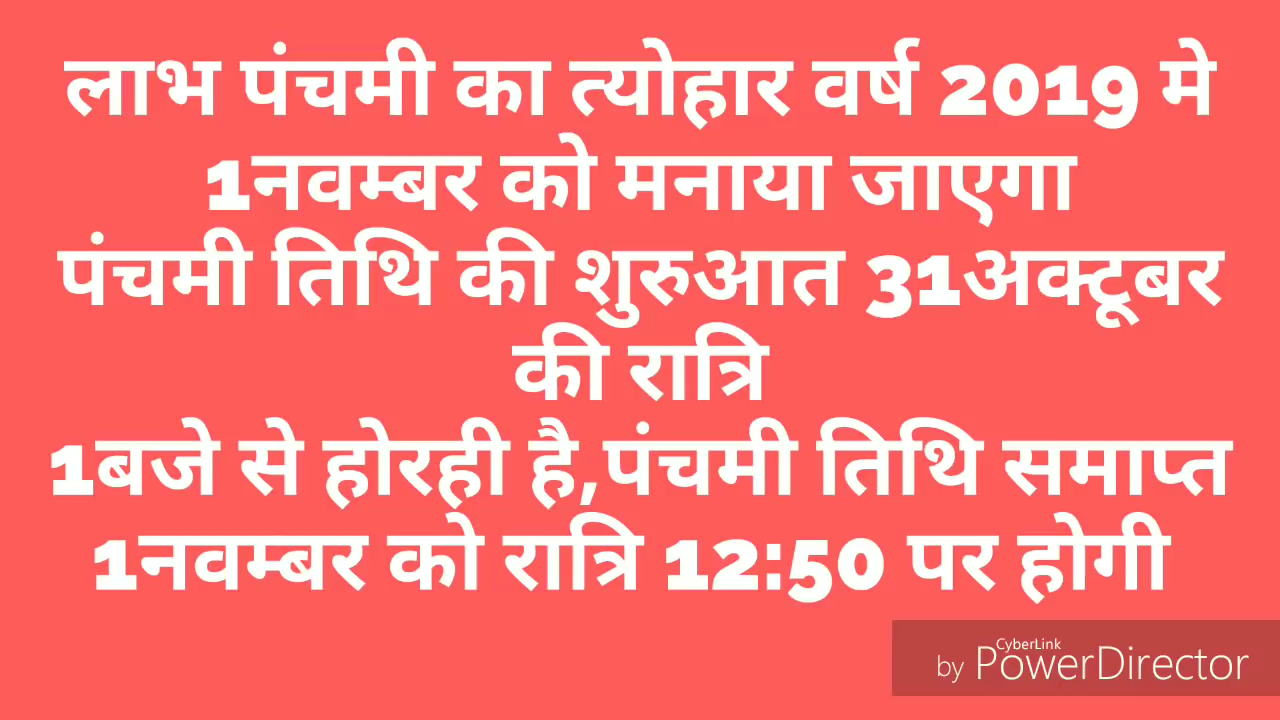 लाभ पंचमी का त्योहार वर्ष 2019 मे
1नवम्बर को मनाया जाएगा
पंचमी तिथि की शुरुआत 31अक्टूबर
की रात्रि
1बजे से होरही है,पंचमी तिथि समाप्त
1नवम्बर को रात्रि 12:50 पर होगी
CyberLink
by PowerDirector